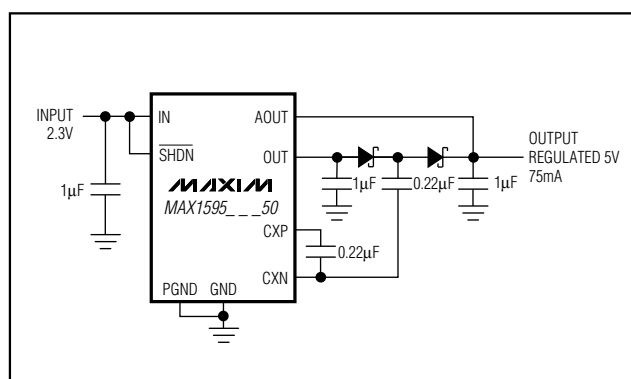 INPUT
2.3V
1µF
IN
SHDN
MAXIM
MAX1595_ _ _50
PGND GND
AOUT
OUT
CXP
CXN
1µF
0.22µF
1µF
0.22µF
OUTPUT
REGULATED 5V
75mA